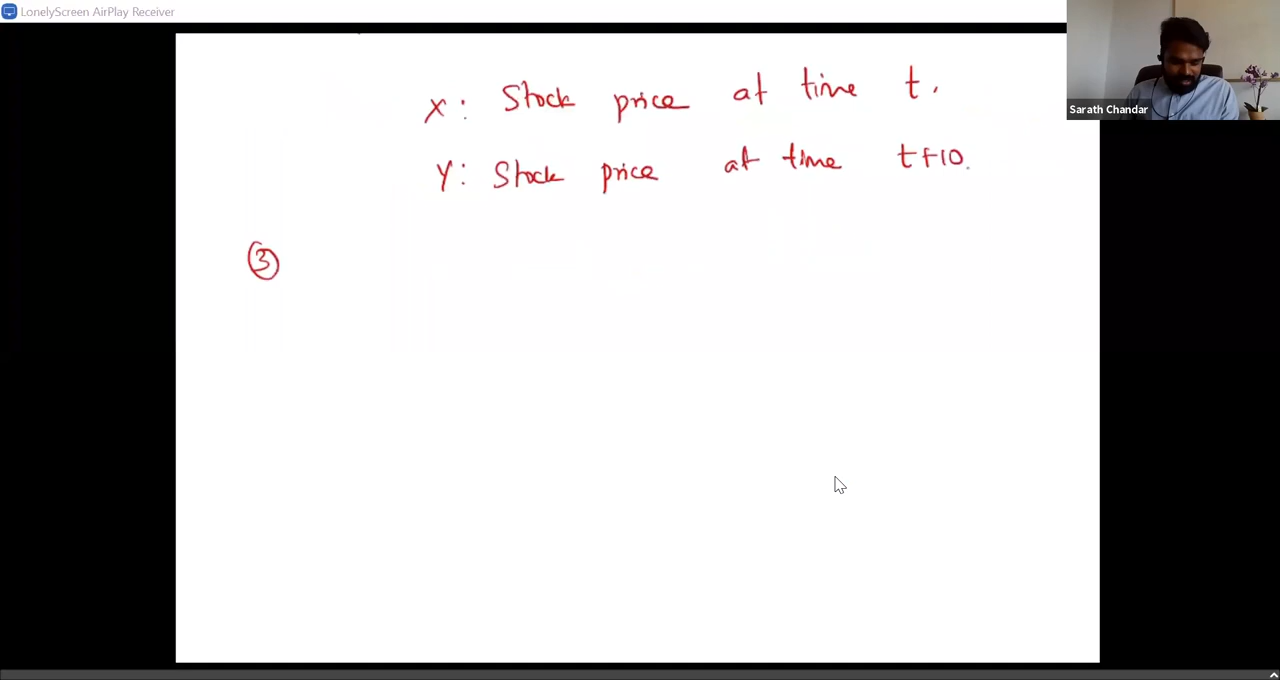 LonelyScreen AirPlay Receiver
X: Stock price at time t.
Sarath Chandar
Y: Stock price at time t+10.
③